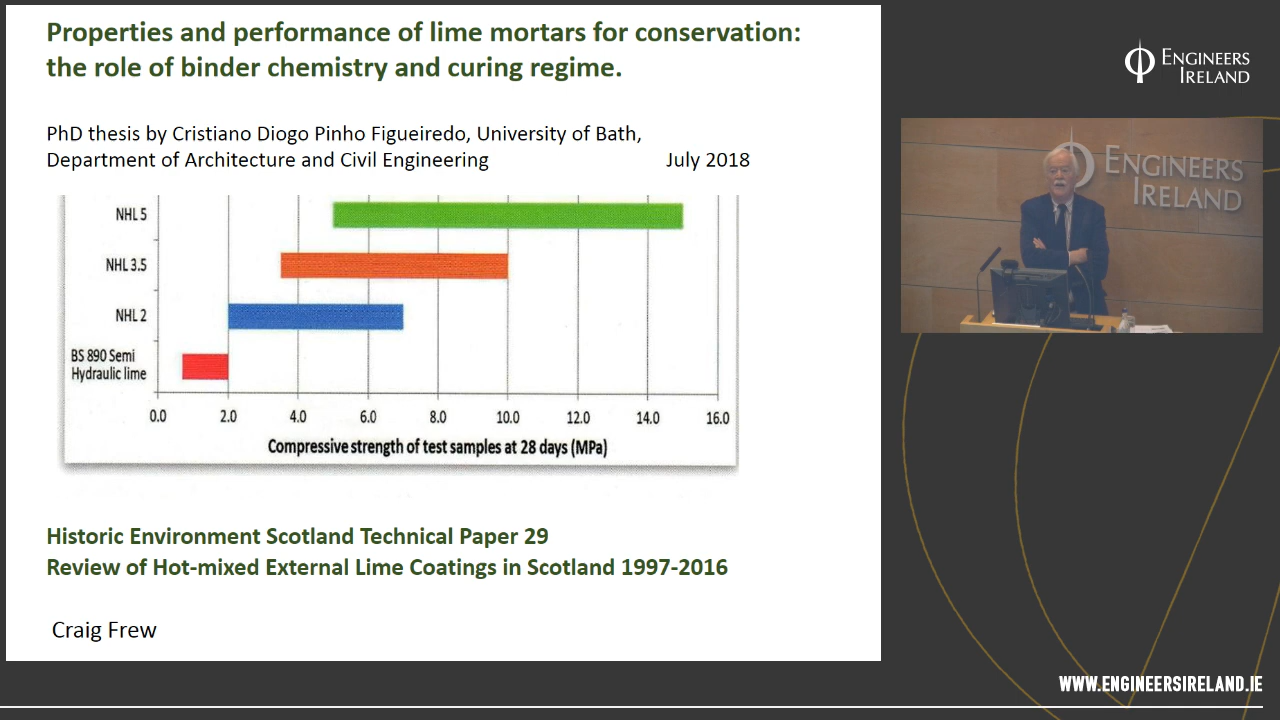 Properties and performance of lime mortars for conservation:
the role of binder chemistry and curing regime.
PhD thesis by Cristiano Diogo Pinho Figueiredo, University of Bath,
Department of Architecture and Civil Engineering July 2018
NHL 5
NHL 3.5
NHL 2
BS 890 Semi
Hydraulic lime
0.0 2.0 4.0 6.0 8.0 10.0 12.0 14.0 16.0
Compressive strength of test samples at 28 days (MPa)
Historic Environment Scotland Technical Paper 29
Review of Hot-mixed External Lime Coatings in Scotland 1997-2016
Craig Frew
ENGINEERS
IRELAND
ENGINEERS
IRELAND
WWW.ENGINEERSIRELAND.IE